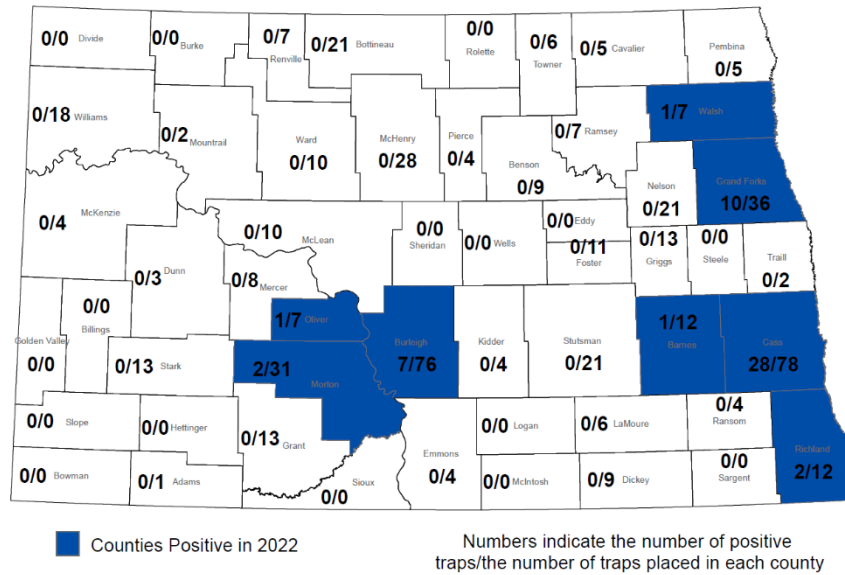 0/0 Divide
0/0 Burke
0/7 Renville
0/21 Bottineau
0/0 Rolette
0/6 Towner
0/5 Cavalier
Pembina 0/5
0/18 Williams
0/2 Mountrail
Ward 0/10
McHenry 0/28
Pierce 0/4
Benson 0/9
0/7 Ramsey
1/7 Walsh
Nelson 0/21
Grand Forks 10/36
McKenzie 0/4
0/3 Dunn
0/10 McLean
0/8 Mercer
0/0 Sheridan
0/0 Wells
0/0 Eddy
0/11 Foster
0/13 Griggs
0/0 Steele
Traill 0/2
0/0 Billings
Golden Valley 0/0
0/13 Stark
1/7 Oliver
2/31 Morton
Burleigh 7/76
Kidder 0/4
Stutsman 0/21
1/12 Barnes
Cass 28/78
0/0 Slope
0/0 Hettinger
0/13 Grant
0/0 Bowman
0/1 Adams
Sioux 0/0
Emmons 0/4
0/0 Logan
0/0 McIntosh
0/6 LaMoure
0/9 Dickey
0/4 Ransom
0/0 Sargent
Richland 2/12
Counties Positive in 2022
Numbers indicate the number of positive
traps/the number of traps placed in each county